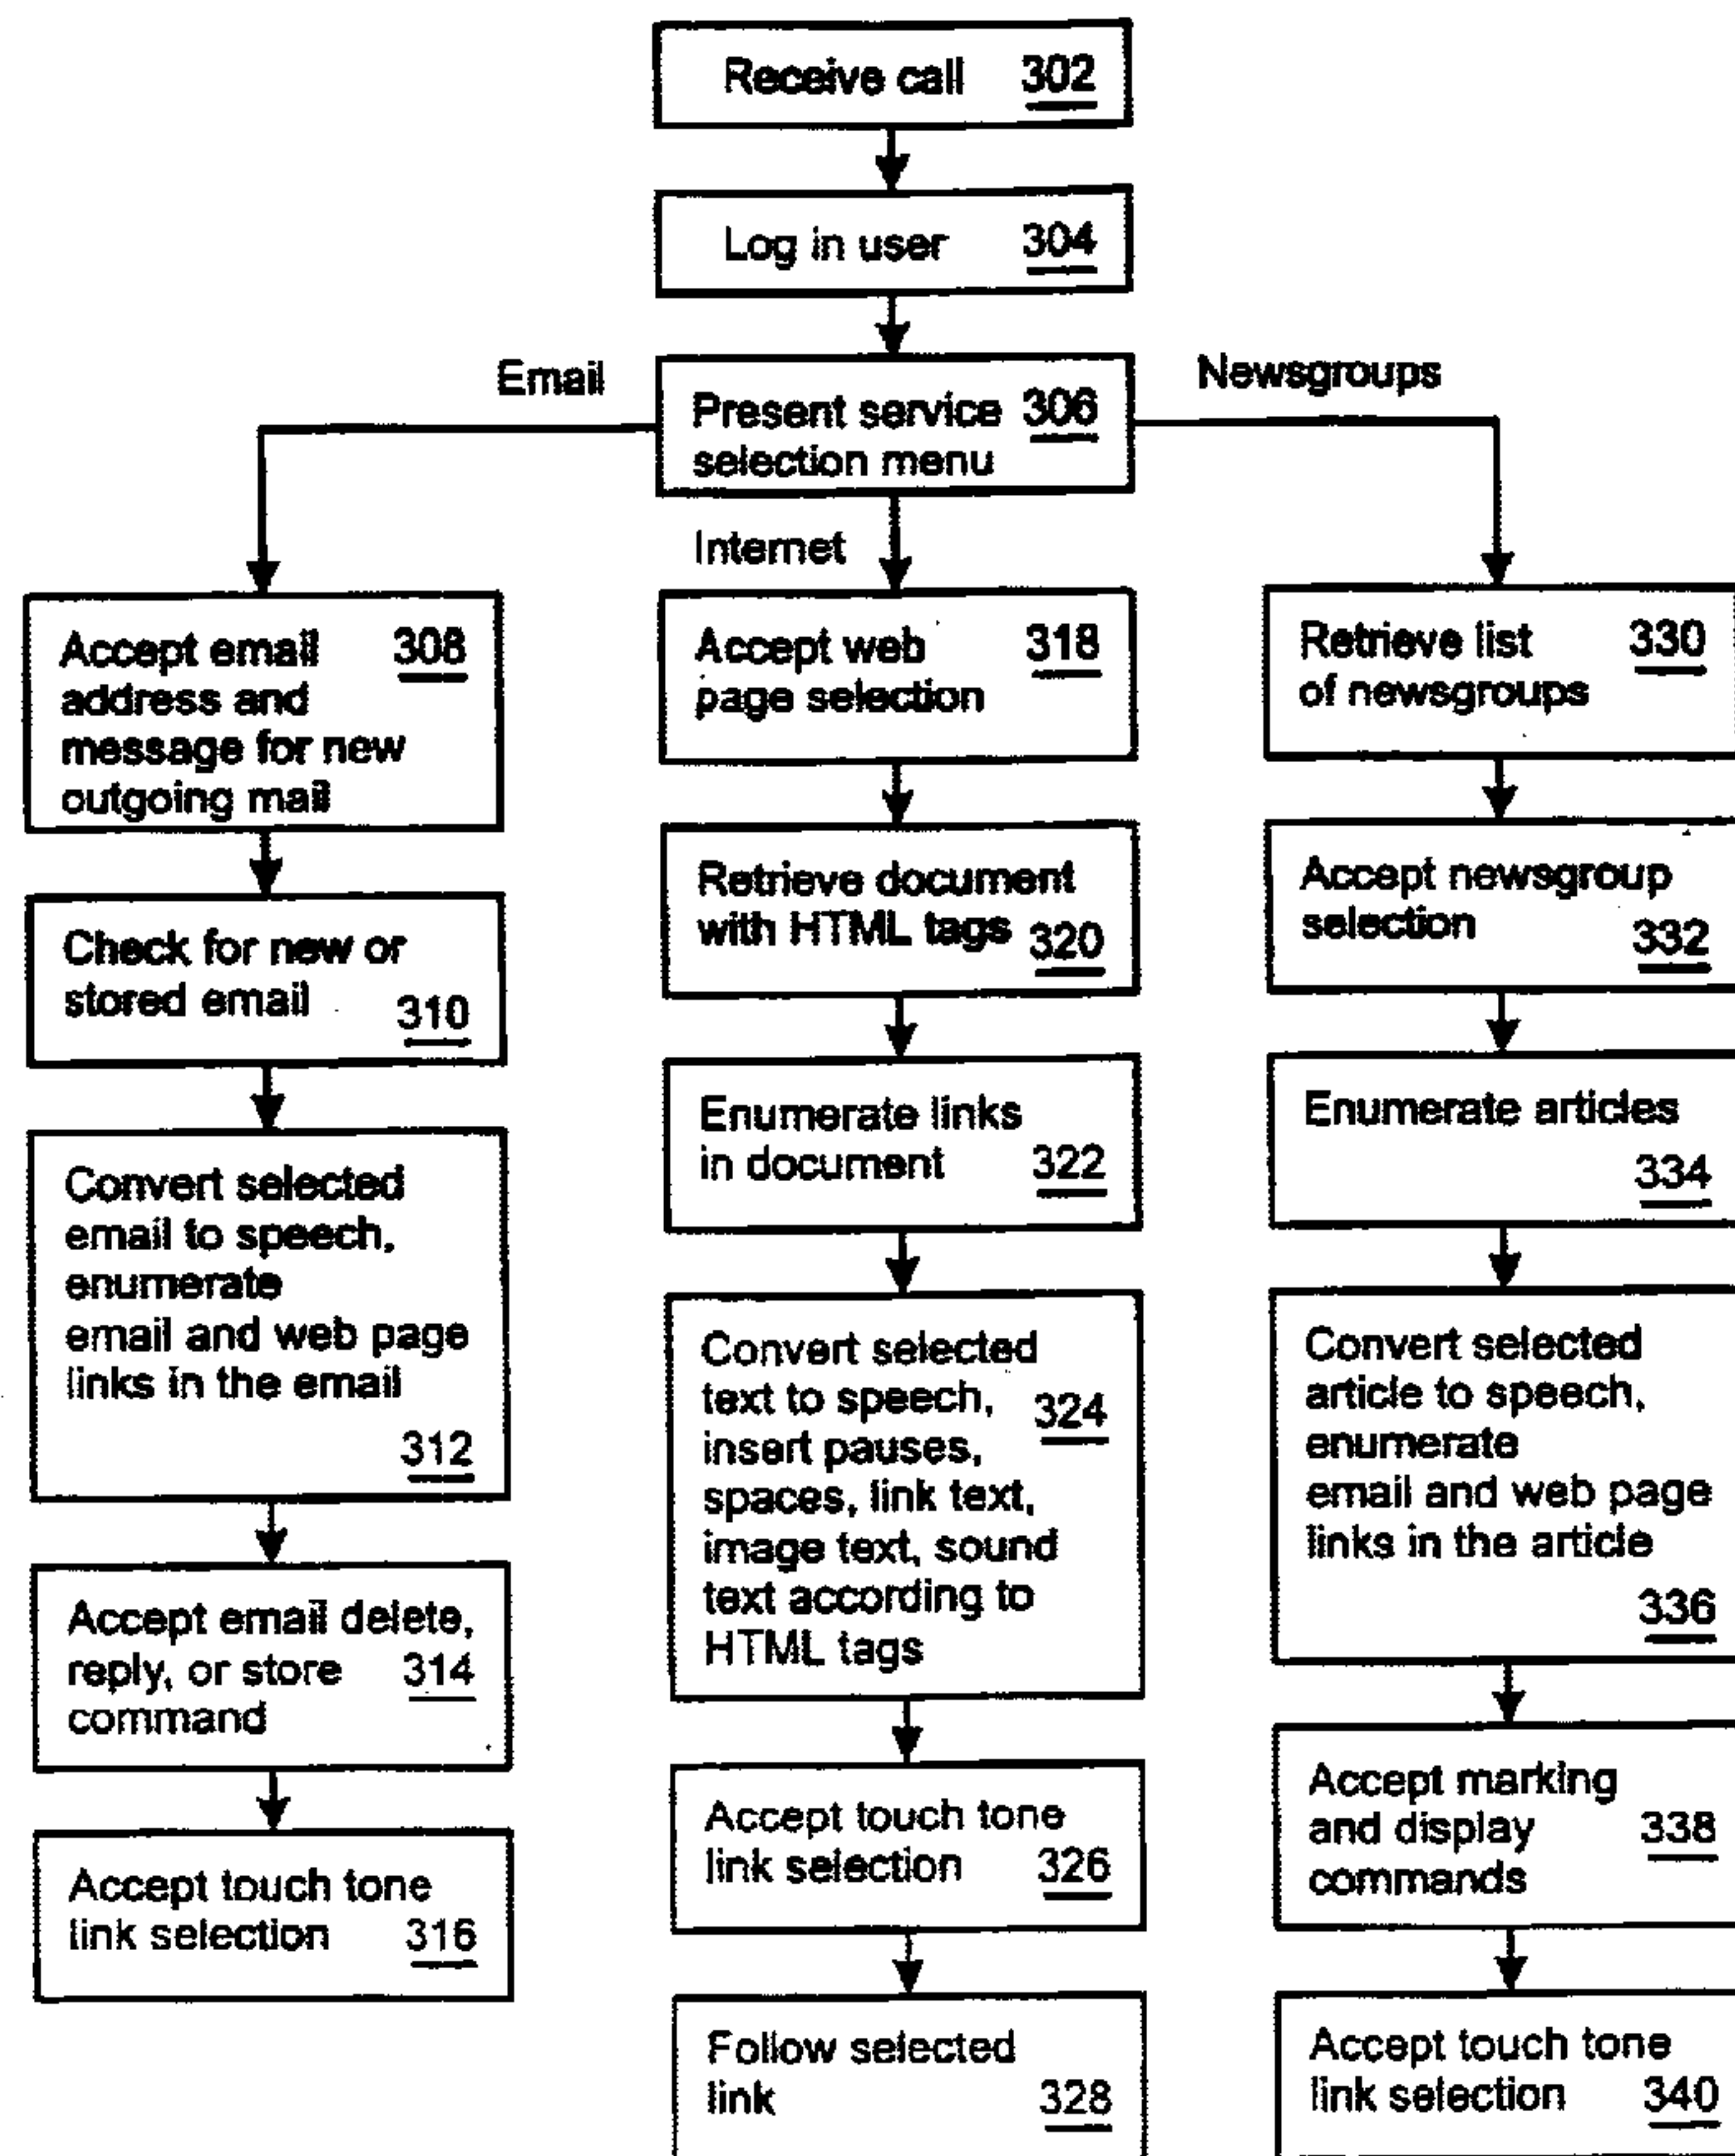 Receive call 302
Log in user 304
Email
Present service 306
selection menu
Newsgroups
Internet
Accept email 308
address and
message for new
outgoing mail
Check for new or
stored email 310
Convert selected
email to speech,
enumerate
email and web page
links in the email
312
Accept email delete,
reply, or store 314
command
Accept touch tone
link selection 316
Accept web 318
page selection
Retrieve document
with HTML tags 320
Enumerate links
in document 322
Convert selected
text to speech, 324
insert pauses,
spaces, link text,
image text, sound
text according to
HTML tags
Accept touch tone
link selection 326
Follow selected
link 328
Retrieve list 330
of newsgroups
Accept newsgroup
selection 332
Enumerate articles
334
Convert selected
article to speech,
enumerate
email and web page
links in the article
336
Accept marking
and display 338
commands
Accept touch tone
link selection 340